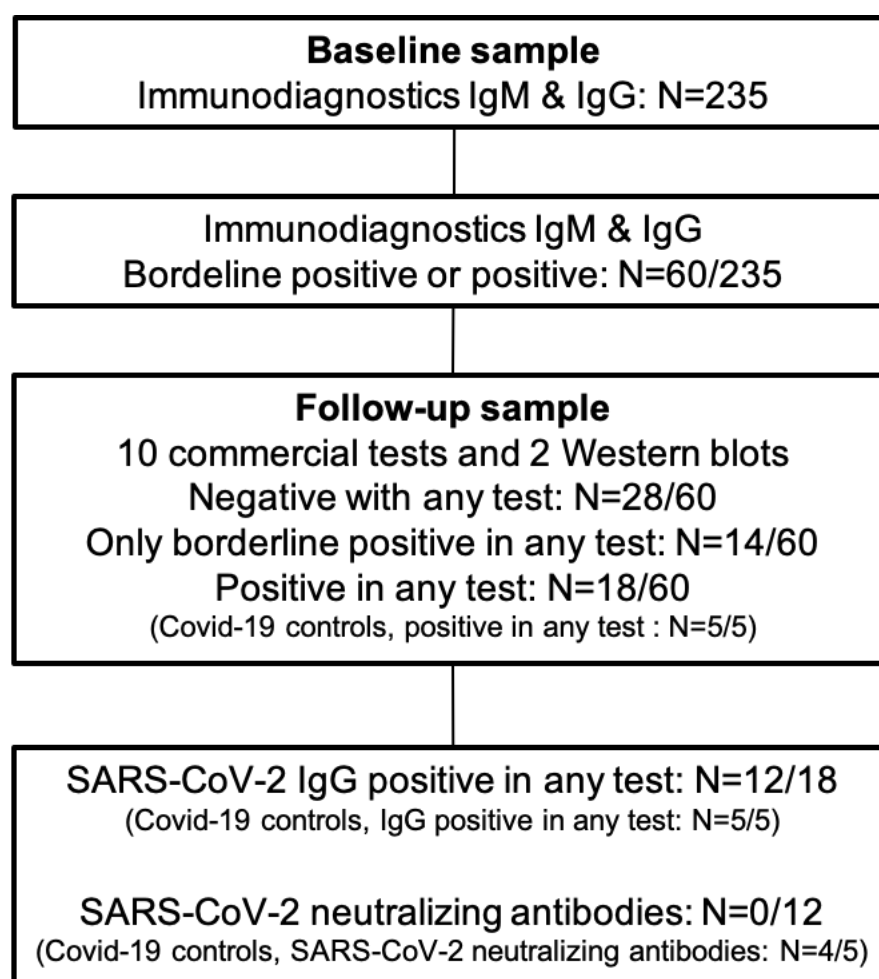 Baseline sample
Immunodiagnostics IgM & IgG: N=235
Immunodiagnostics IgM & IgG
Bordeline positive or positive: N=60/235
Follow-up sample
10 commercial tests and 2 Western blots
Negative with any test: N=28/60
Only borderline positive in any test: N=14/60
Positive in any test: N=18/60
(Covid-19 controls, positive in any test : N=5/5)
SARS-CoV-2 IgG positive in any test: N=12/18
(Covid-19 controls, IgG positive in any test: N=5/5)
SARS-CoV-2 neutralizing antibodies: N=0/12
(Covid-19 controls, SARS-CoV-2 neutralizing antibodies: N=4/5)